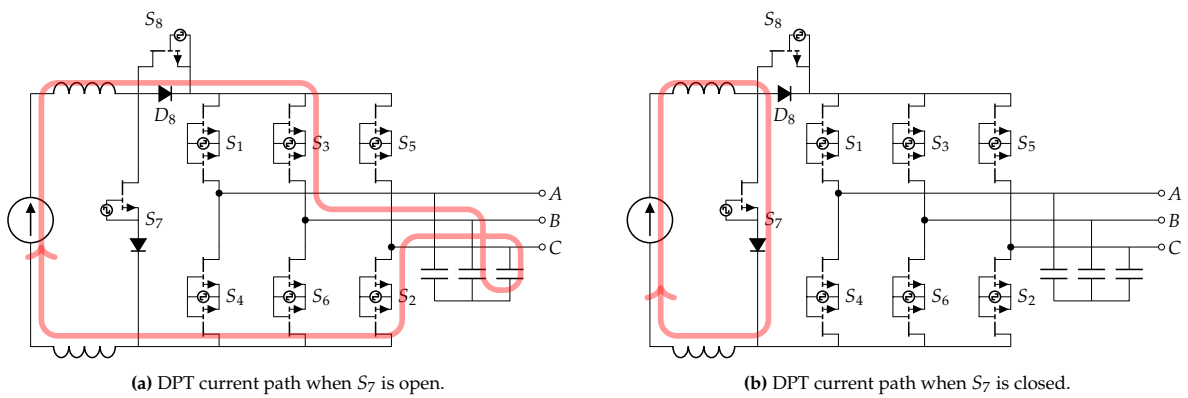 S8
S8
D8
D8
S1 S3 S5
S1 S3 S5
A
A
S7
S7
B
B
C
C
S4 S6 S2
S4 S6 S2
(a) DPT current path when S7 is open.
(b) DPT current path when S7 is closed.